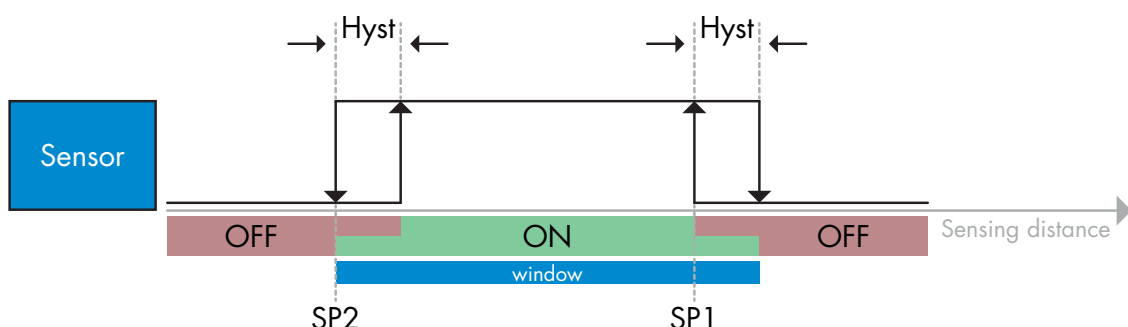 Hyst
Hyst
Sensor
OFF
ON
OFF
Sensing distance
window
SP2
SP1